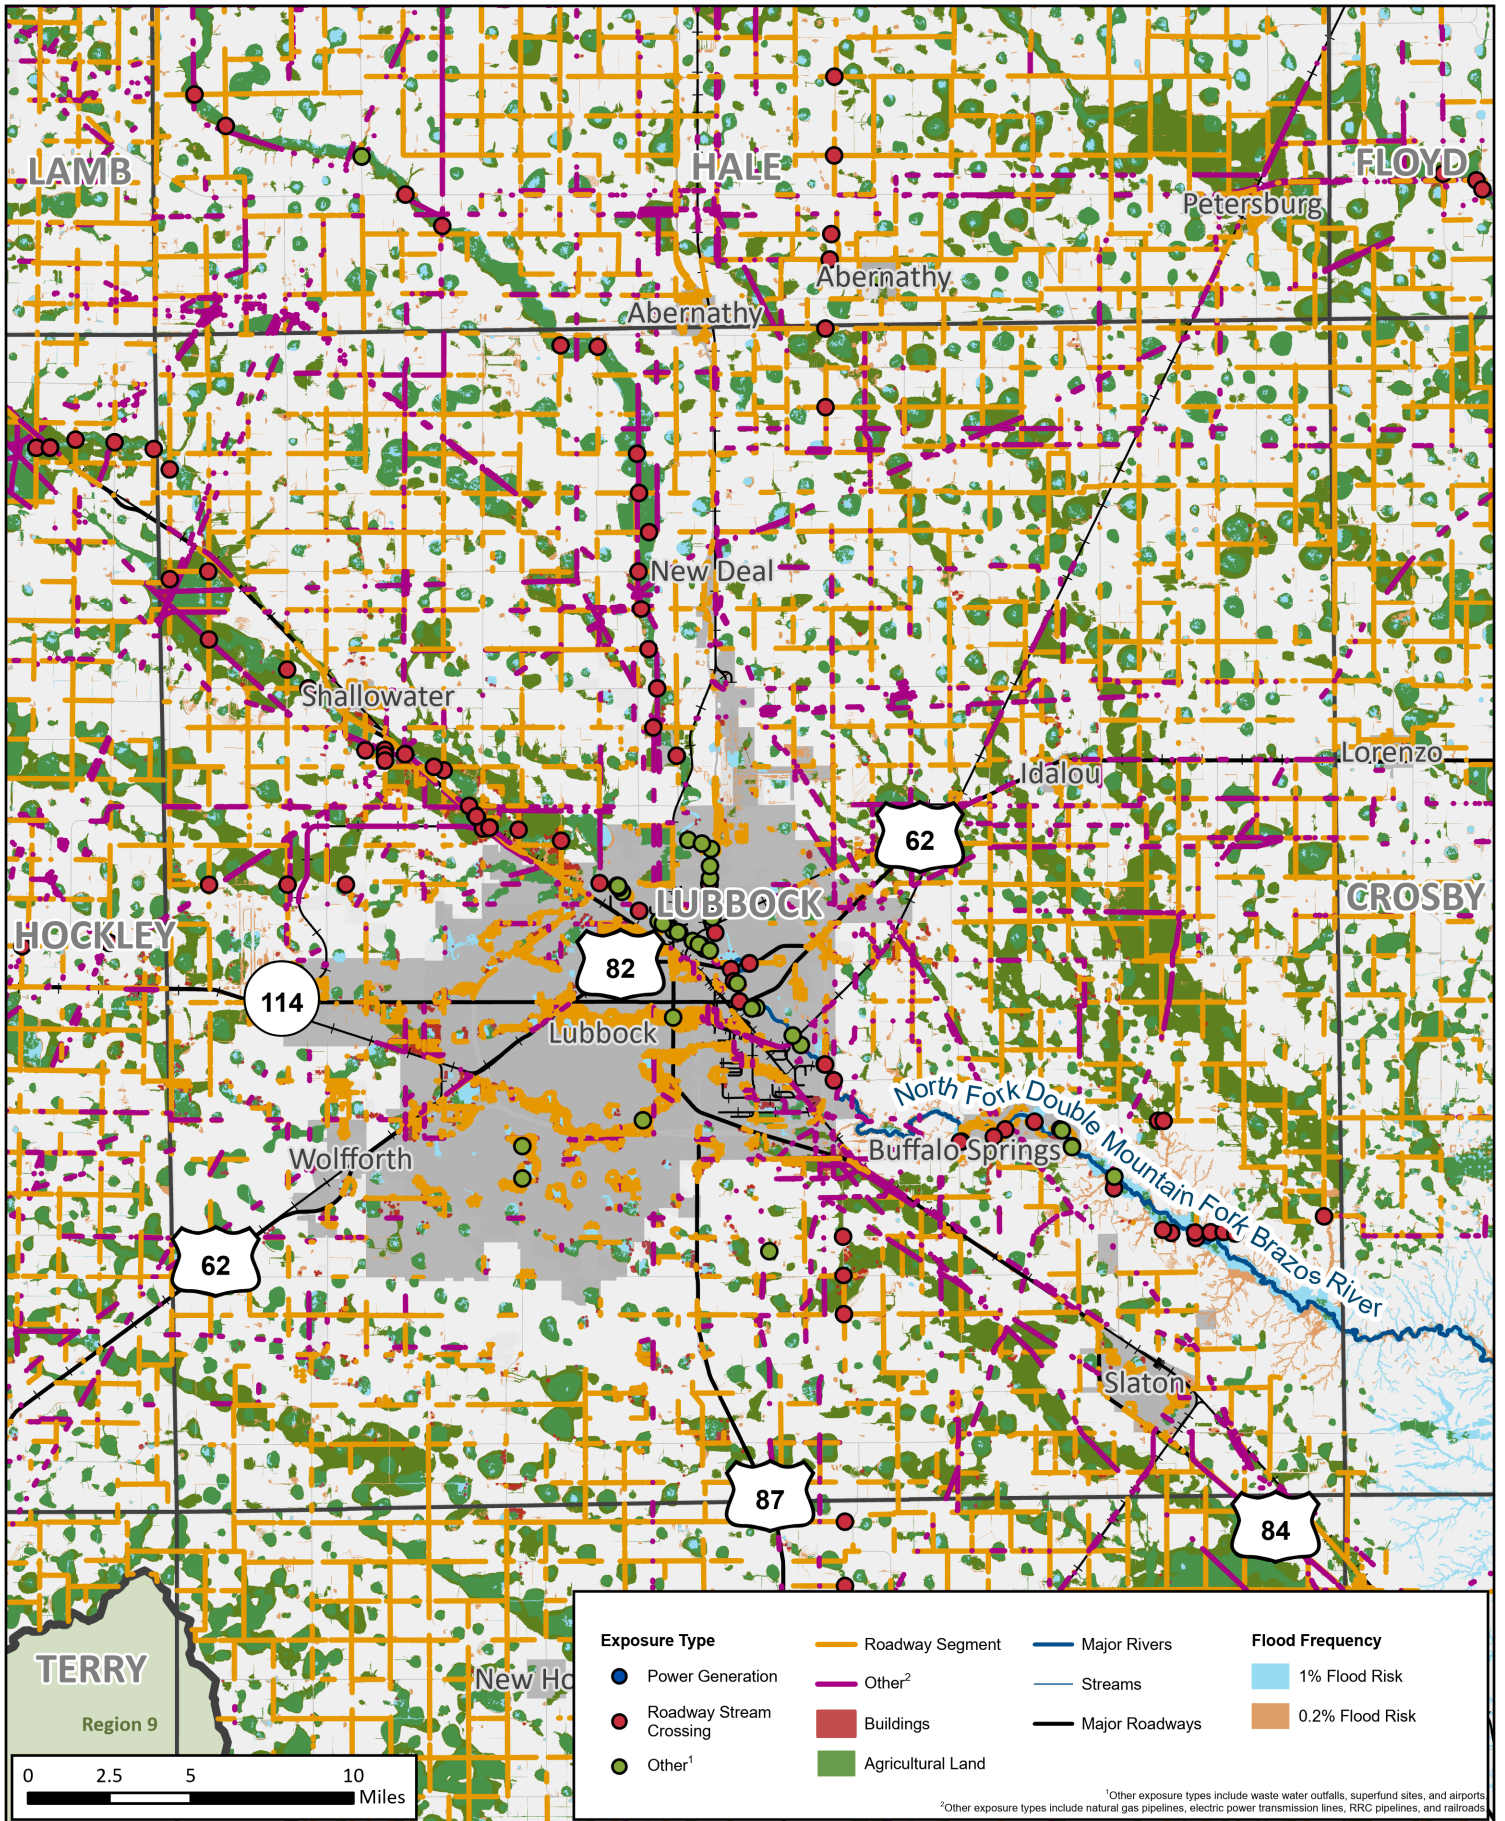 LAMB
HALE
FLOYD
Petersburg
Abernathy
Abernathy
New Deal
Shallowater
Lorenzo
Idalou
62
LUBBOCK
CROSBY
HOCKLEY
82
114
Lubbock
North Fork Double Mountain Fork Brazos River
Buffalo Springs
Wolfforth
62
Slaton
87
84
TERRY
New Ho
Region 9
0 2.5 5 10
Miles
Exposure Type
Power Generation
Roadway Stream
Crossing
Other1
Roadway Segment
Other2
Buildings
Agricultural Land
Major Rivers
Streams
Major Roadways
Flood Frequency
1% Flood Risk
0.2% Flood Risk
1Other exposure types include waste water outfalls, superfund sites, and airports.
2Other exposure types include natural gas pipelines, electric power transmission lines, RRC pipelines, and railroads.